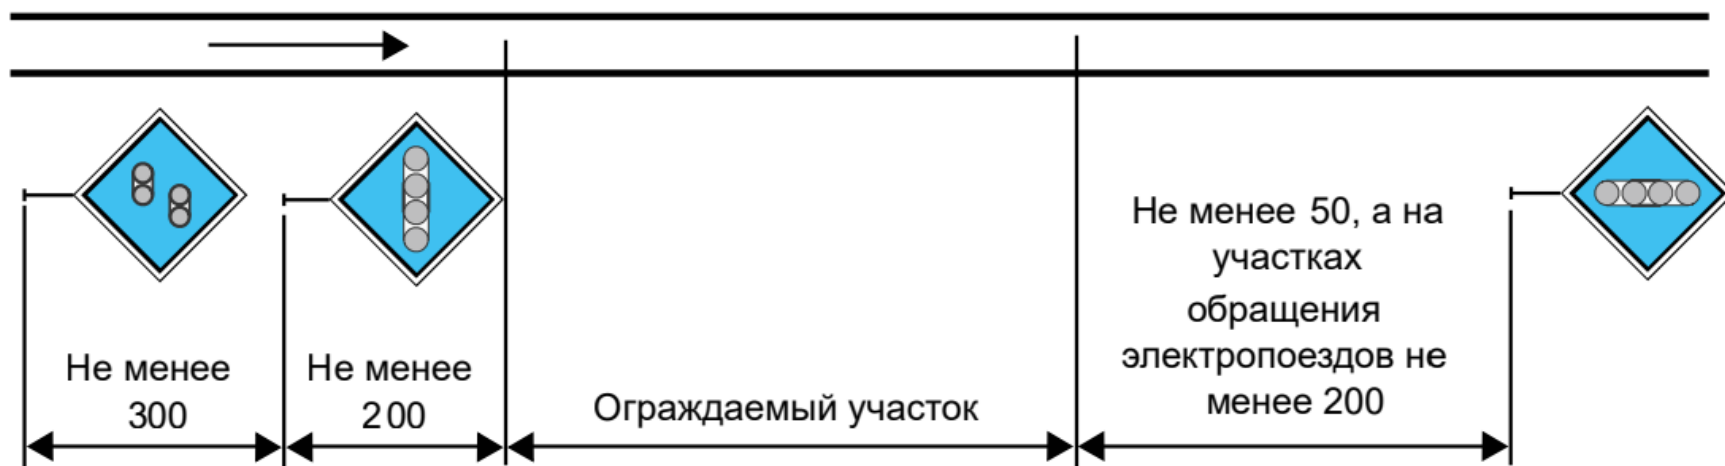 Не менее
300
Не менее
200
Ограждаемый участок
Не менее 50, а на
участках
обращения
электропоездов не
менее 200